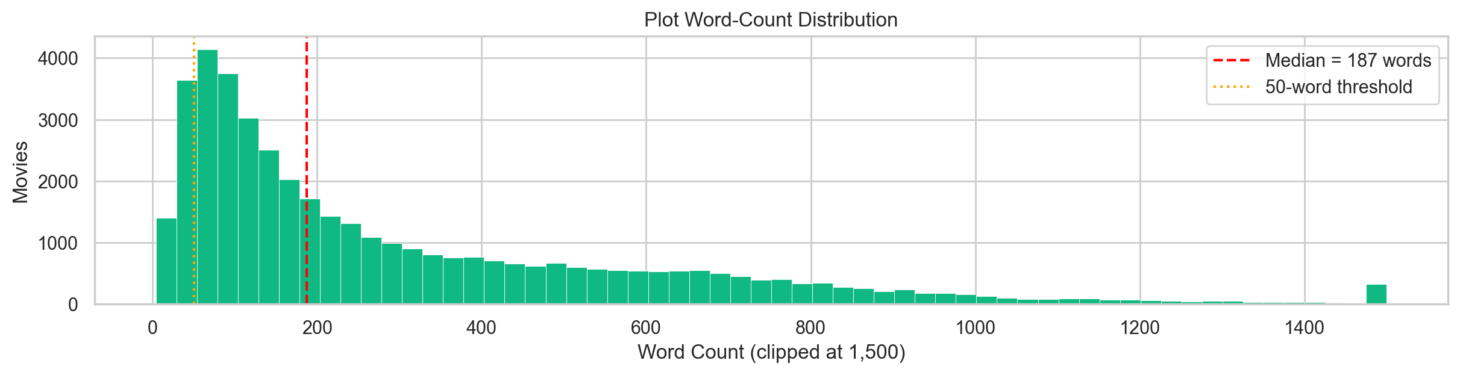 Plot Word-Count Distribution
Median = 187 words
50-word threshold
Movies
4000
3000
2000
1000
0
0 200 400 600 800 1000 1200 1400
Word Count (clipped at 1,500)